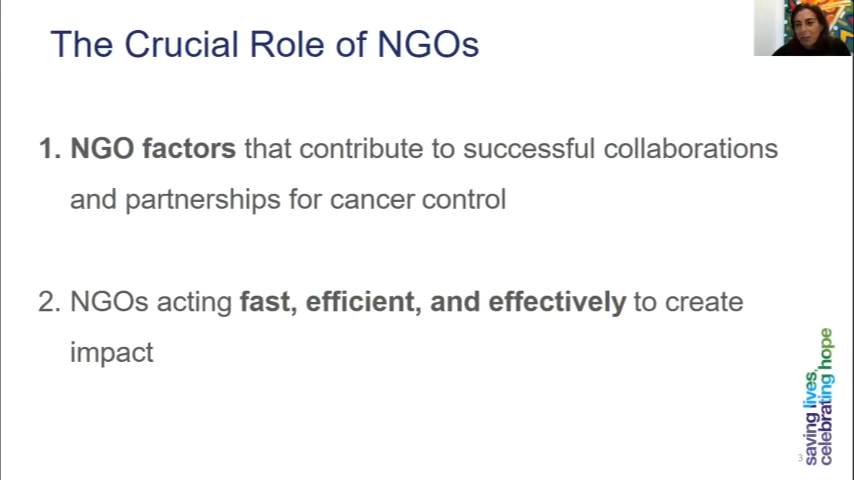 The Crucial Role of NGOs
1. NGO factors that contribute to successful collaborations
and partnerships for cancer control
2. NGOs acting fast, efficient, and effectively to create
impact
saving lives,
celebrating hope
3